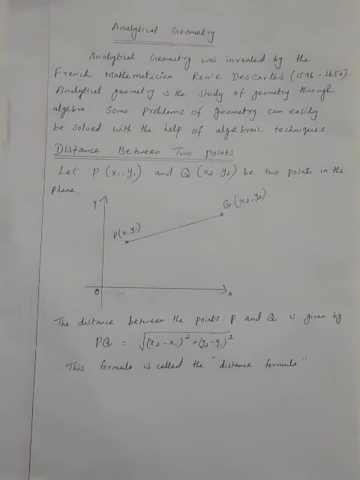 Analytical Geometry
Analytical Geometry was invented by the
French Mathematician Rene Descartes (1596-1650).
Analytical geometry is the study of geometry through
algebra. Some problems of geometry can easily
be solved with the help of algebraic techniques.
Distance Between Two points
Let P(x₁, y₁) and Q(x₂ y₂) be two points in the
plane.
Y
Q(x₂, y₂)
P(x₁ y₁)
O
x
The distance between the points P and Q is given by
PQ = √(x₂-x₁)²+(y₂-y₁)²
This formula is called the "distance formula"